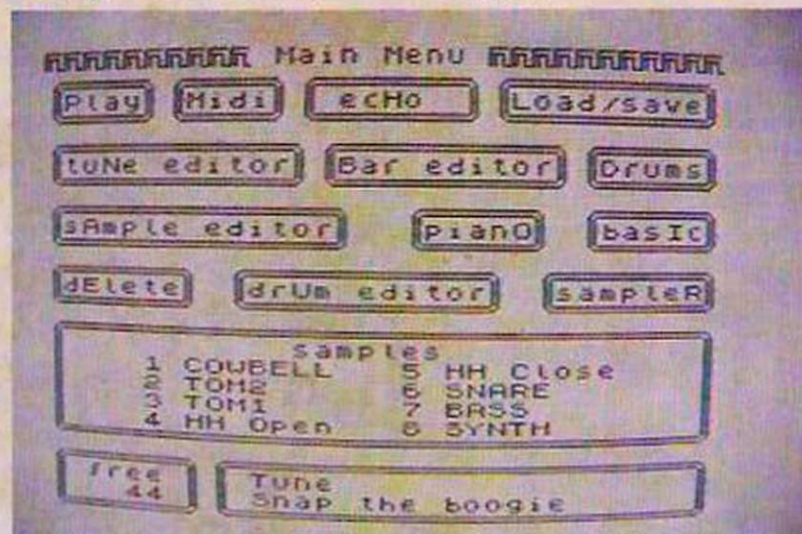 Main Menu
Play Midi ecHo Load/save
tuNe editor Bar editor Drums
sAmple editor pianO basIc
dElete drUm editor sampleR
samples
1 COWBELL 5 HH Close
2 TOM2 6 SNARE
3 TOM1 7 BASS
4 HH Open 8 SYNTH
free Tune
44 Snap the boogie